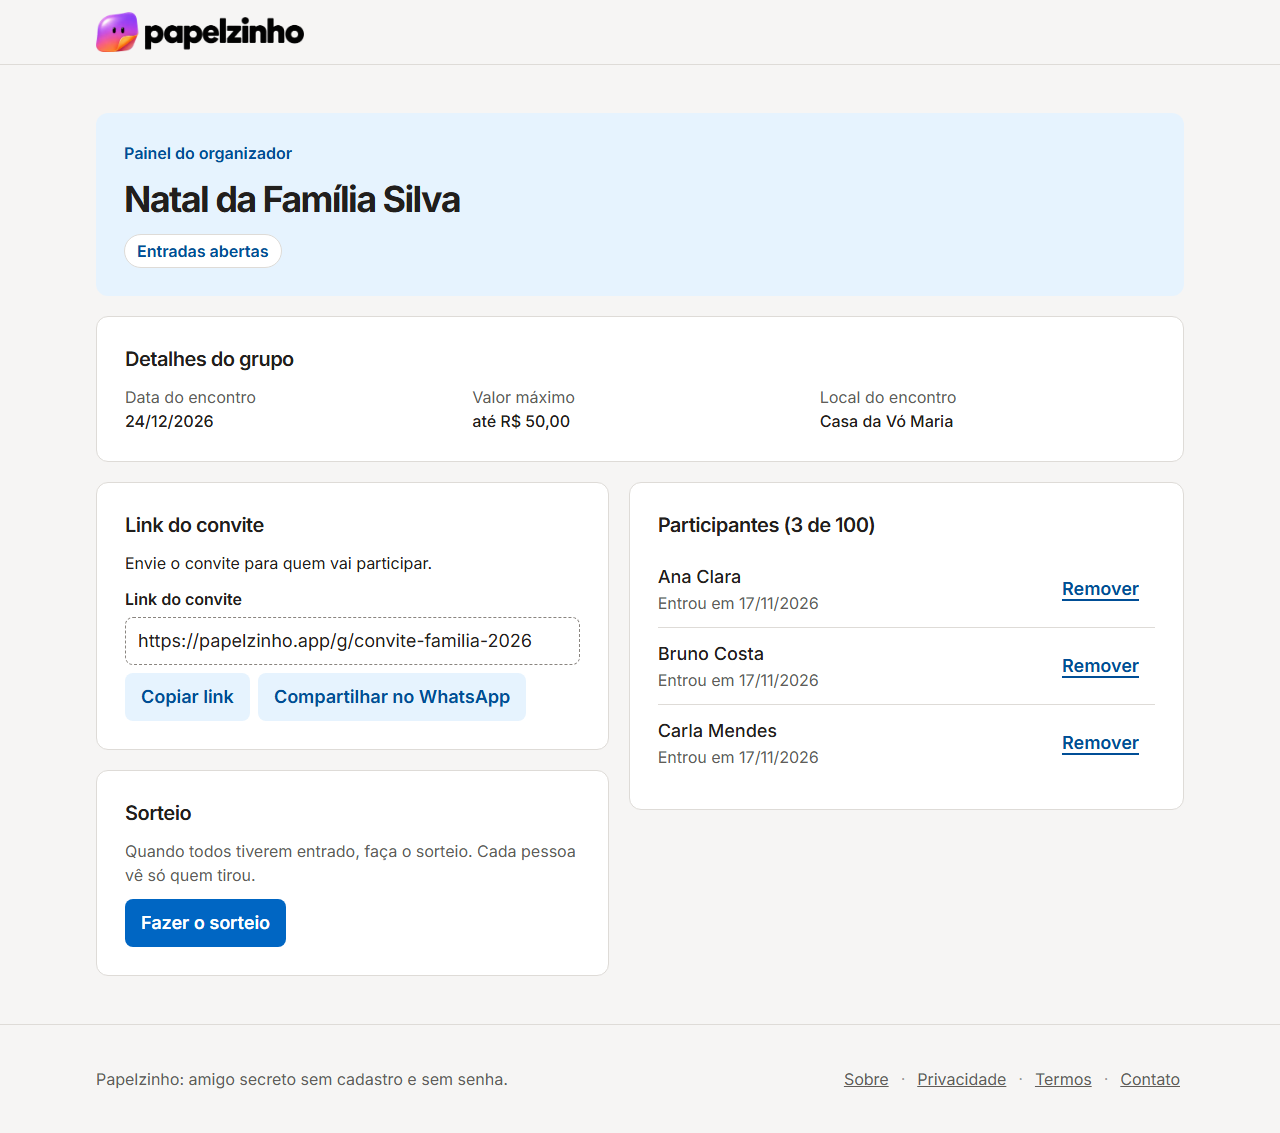 papelzinho
Painel do organizador
Natal da Família Silva
Entradas abertas
Detalhes do grupo
Data do encontro
24/12/2026
Valor máximo
até R$ 50,00
Local do encontro
Casa da Vó Maria
Link do convite
Envie o convite para quem vai participar.
Link do convite
https://papelzinho.app/g/convite-familia-2026
Copiar link
Compartilhar no WhatsApp
Sorteio
Quando todos tiverem entrado, faça o sorteio. Cada pessoa
vê só quem tirou.
Fazer o sorteio
Participantes (3 de 100)
Ana Clara
Entrou em 17/11/2026
Remover
Bruno Costa
Entrou em 17/11/2026
Remover
Carla Mendes
Entrou em 17/11/2026
Remover
Papelzinho: amigo secreto sem cadastro e sem senha.
Sobre · Privacidade · Termos · Contato